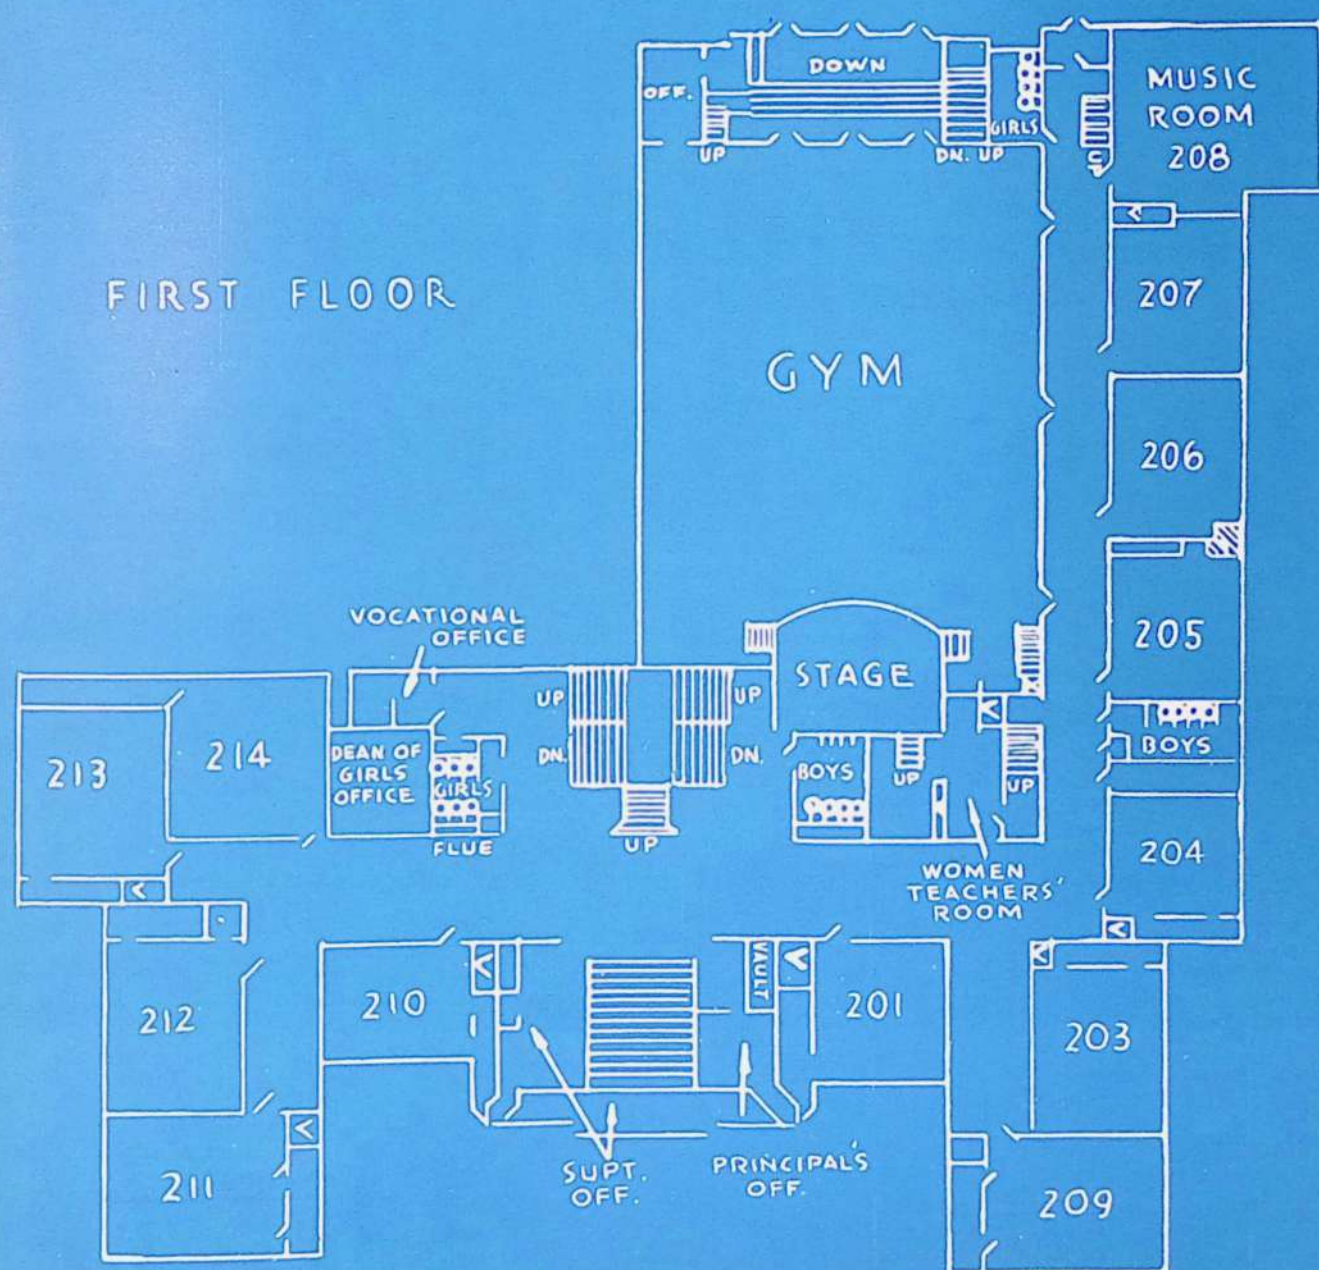 DOWN
OFF.
GIRLS
UP
DN. UP
UP
MUSIC
ROOM
208
FIRST FLOOR
207
GYM
206
VOCATIONAL
OFFICE
205
STAGE
UP
UP
213
214
DEAN OF
GIRLS
OFFICE
GIRLS
DN.
DN.
BOYS
UP
UP
BOYS
FLUE
UP
204
WOMEN
TEACHERS'
ROOM
VAULT
212
210
201
203
211
SUPT.
OFF.
PRINCIPAL'S
OFF.
209